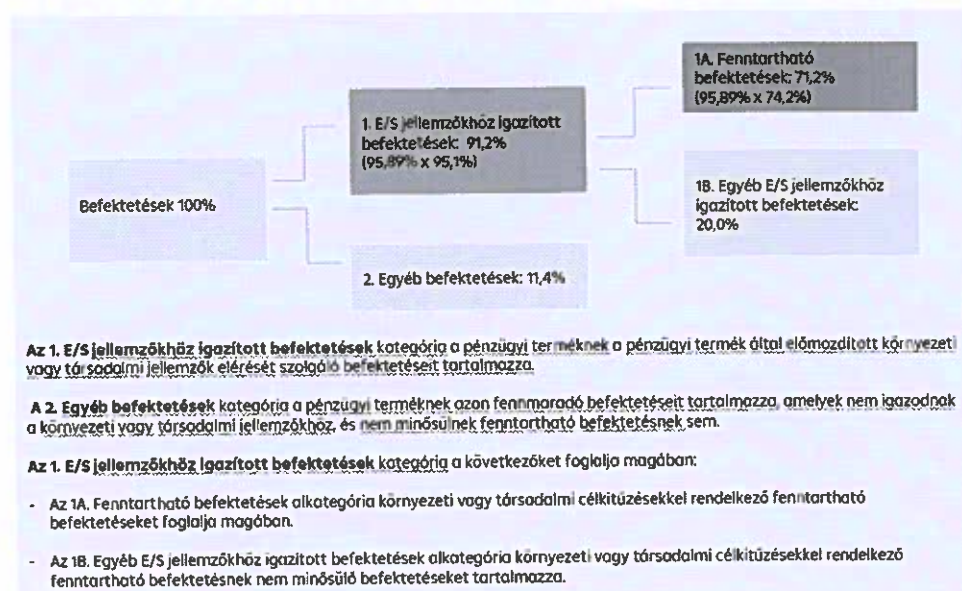 1A. Fenntartható
befektetések: 71,2%
(95,89% x 74,2%)
1. E/S jellemzőkhöz igazított
befektetések: 91,2%
(95,89% x 95,1%)
Befektetések 100%
1B. Egyéb E/S jellemzőkhöz
igazított befektetések:
20,0%
2. Egyéb befektetések: 11,4%
Az 1. E/S jellemzőkhöz igazított befektetések kategória a pénzügyi terméknek a pénzügyi termék által előmozdított környezeti
vagy társadalmi jellemzők elérését szolgáló befektetéseit tartalmazza.
A 2. Egyéb befektetések kategória a pénzügyi terméknek azon fennmaradó befektetéseit tartalmazza, amelyek nem igazodnak
a környezeti vagy társadalmi jellemzőkhöz, és nem minősülnek fenntartható befektetésnek sem.
Az 1. E/S jellemzőkhöz igazított befektetések kategória a következőket foglalja magában:
- Az 1A. Fenntartható befektetések alkategória környezeti vagy társadalmi célkitűzésekkel rendelkező fenntartható
befektetéseket foglalja magában.
- Az 1B. Egyéb E/S jellemzőkhöz igazított befektetések alkategória környezeti vagy társadalmi célkitűzésekkel rendelkező
fenntartható befektetésnek nem minősülő befektetéseket tartalmazza.